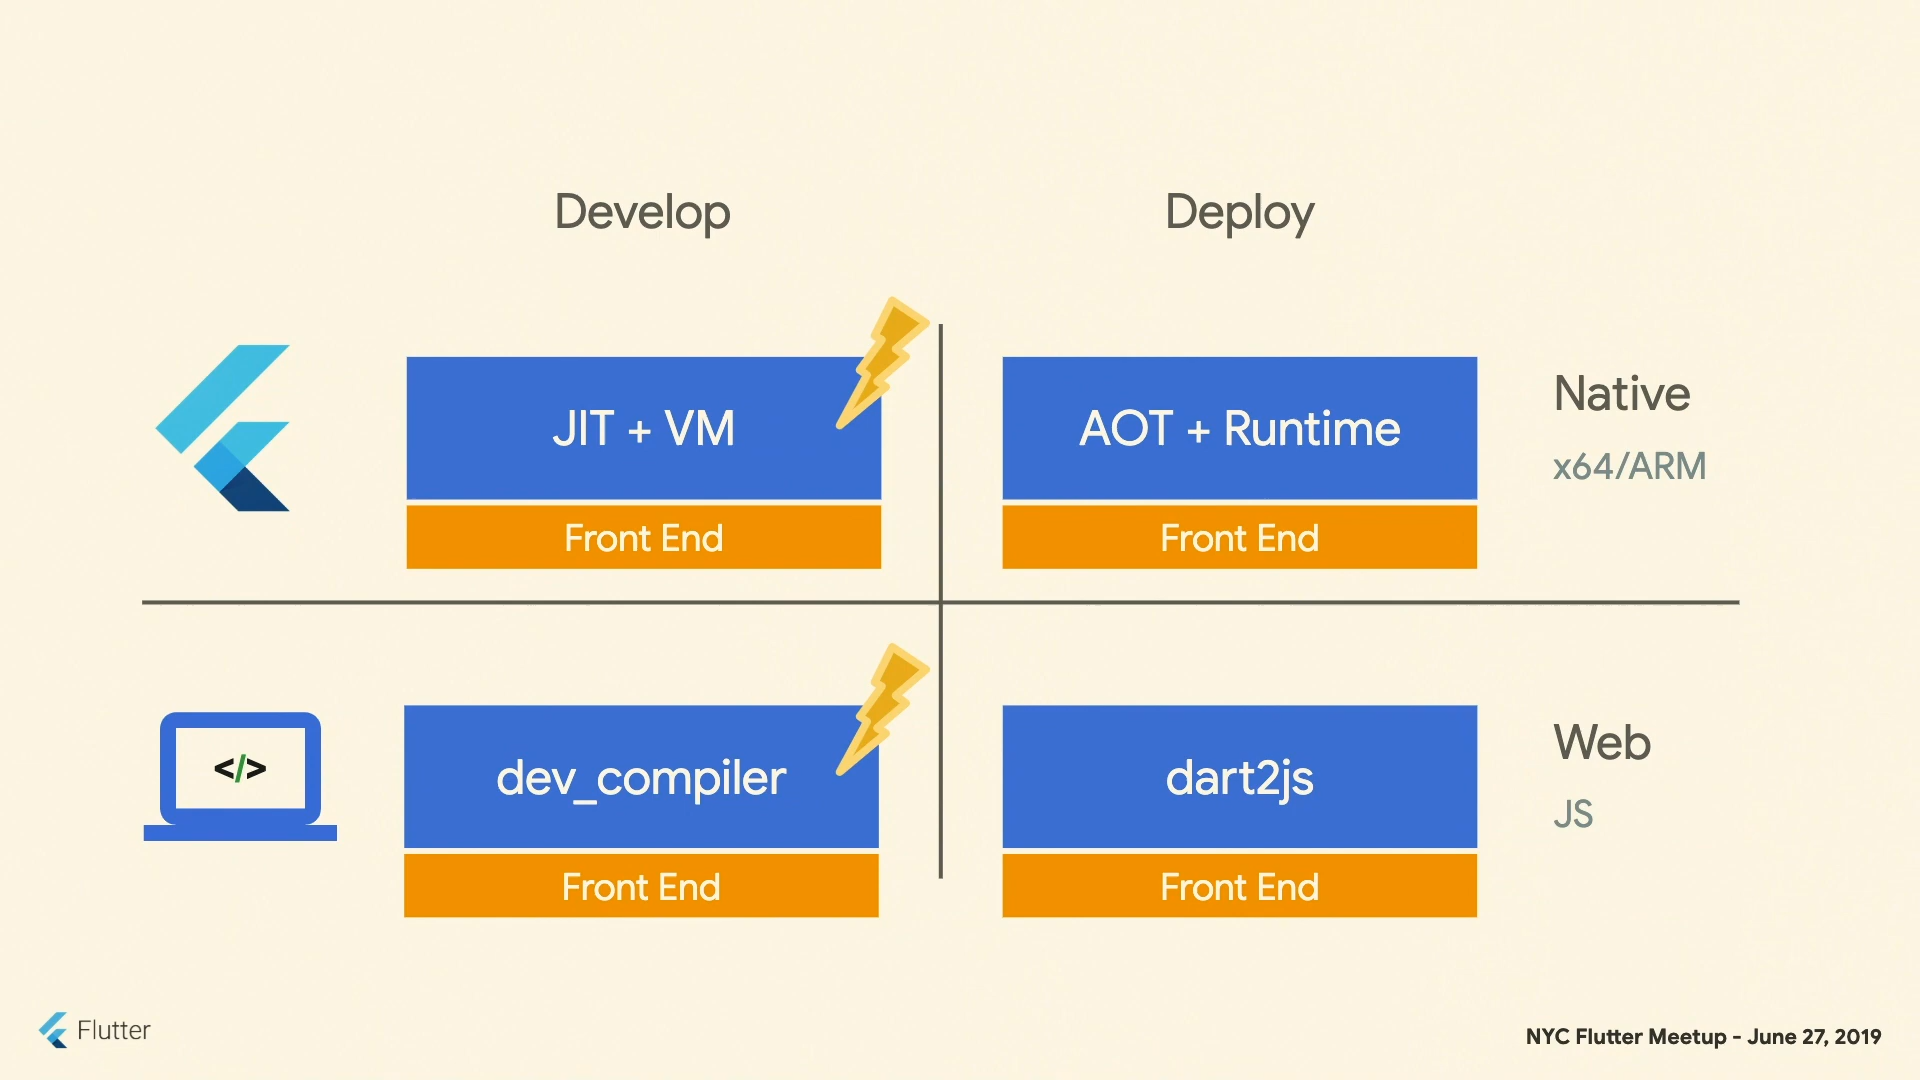 Develop
Deploy
JIT + VM
AOT + Runtime
Native
x64/ARM
Front End
Front End
</>
dev_compiler
dart2js
Web
JS
Front End
Front End
Flutter
NYC Flutter Meetup - June 27, 2019